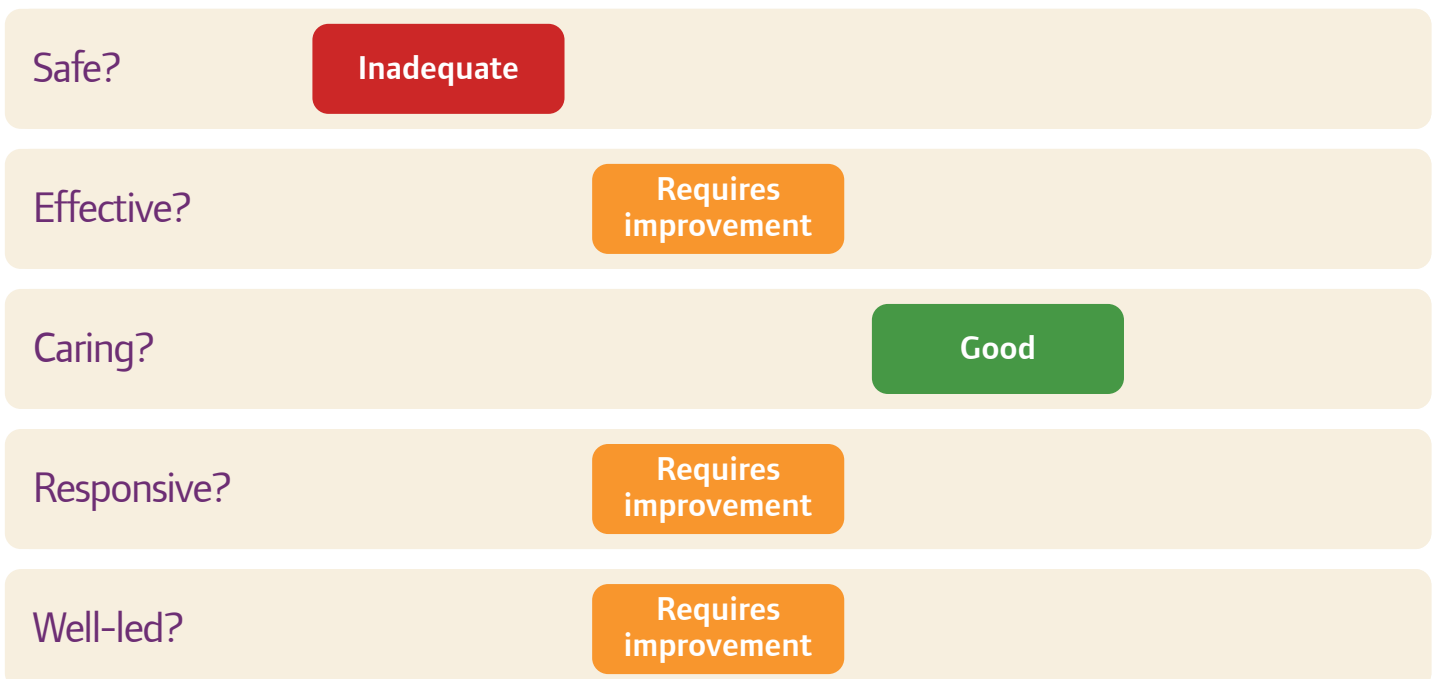 Safe?
Inadequate
Effective?
Requires
improvement
Caring?
Good
Responsive?
Requires
improvement
Well-led?
Requires
improvement